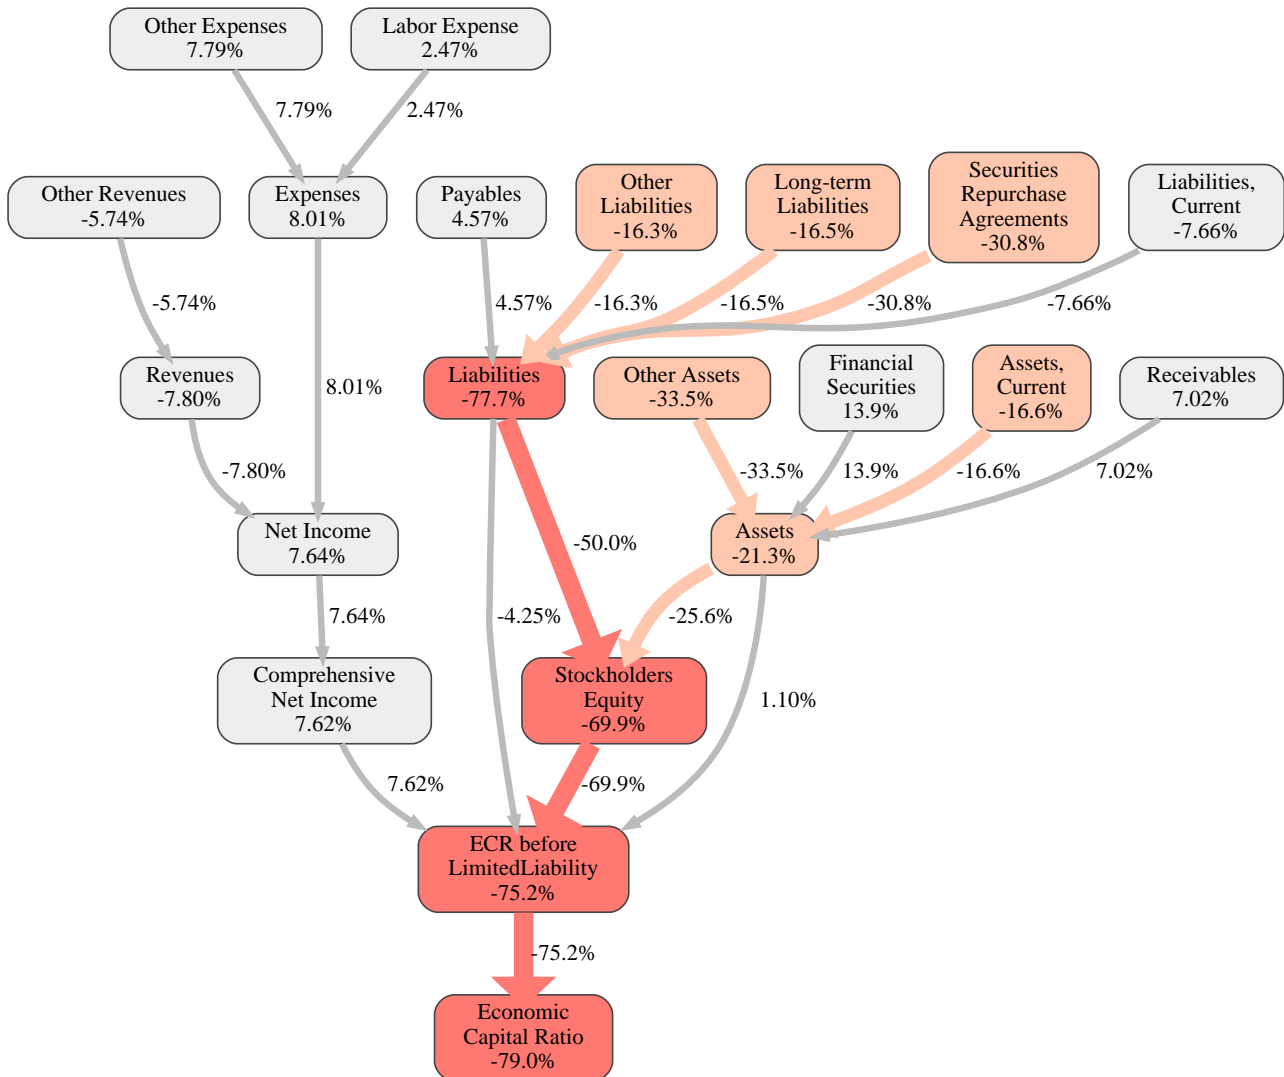 Other Expenses
7.79%
Labor Expense
2.47%
7.79%
2.47%
Other Revenues
-5.74%
Expenses
8.01%
Payables
4.57%
Other
Liabilities
-16.3%
Long-term
Liabilities
-16.5%
Securities
Repurchase
Agreements
-30.8%
Liabilities,
Current
-7.66%
-5.74%
4.57%
-16.3%
-16.5%
-30.8%
-7.66%
Revenues
-7.80%
8.01%
Liabilities
-77.7%
Other Assets
-33.5%
Financial
Securities
13.9%
Assets,
Current
-16.6%
Receivables
7.02%
-7.80%
-33.5%
13.9%
-16.6%
7.02%
Net Income
7.64%
-50.0%
Assets
-21.3%
7.64%
-4.25%
-25.6%
Comprehensive
Net Income
7.62%
Stockholders
Equity
-69.9%
1.10%
7.62%
-69.9%
ECR before
LimitedLiability
-75.2%
-75.2%
Economic
Capital Ratio
-79.0%